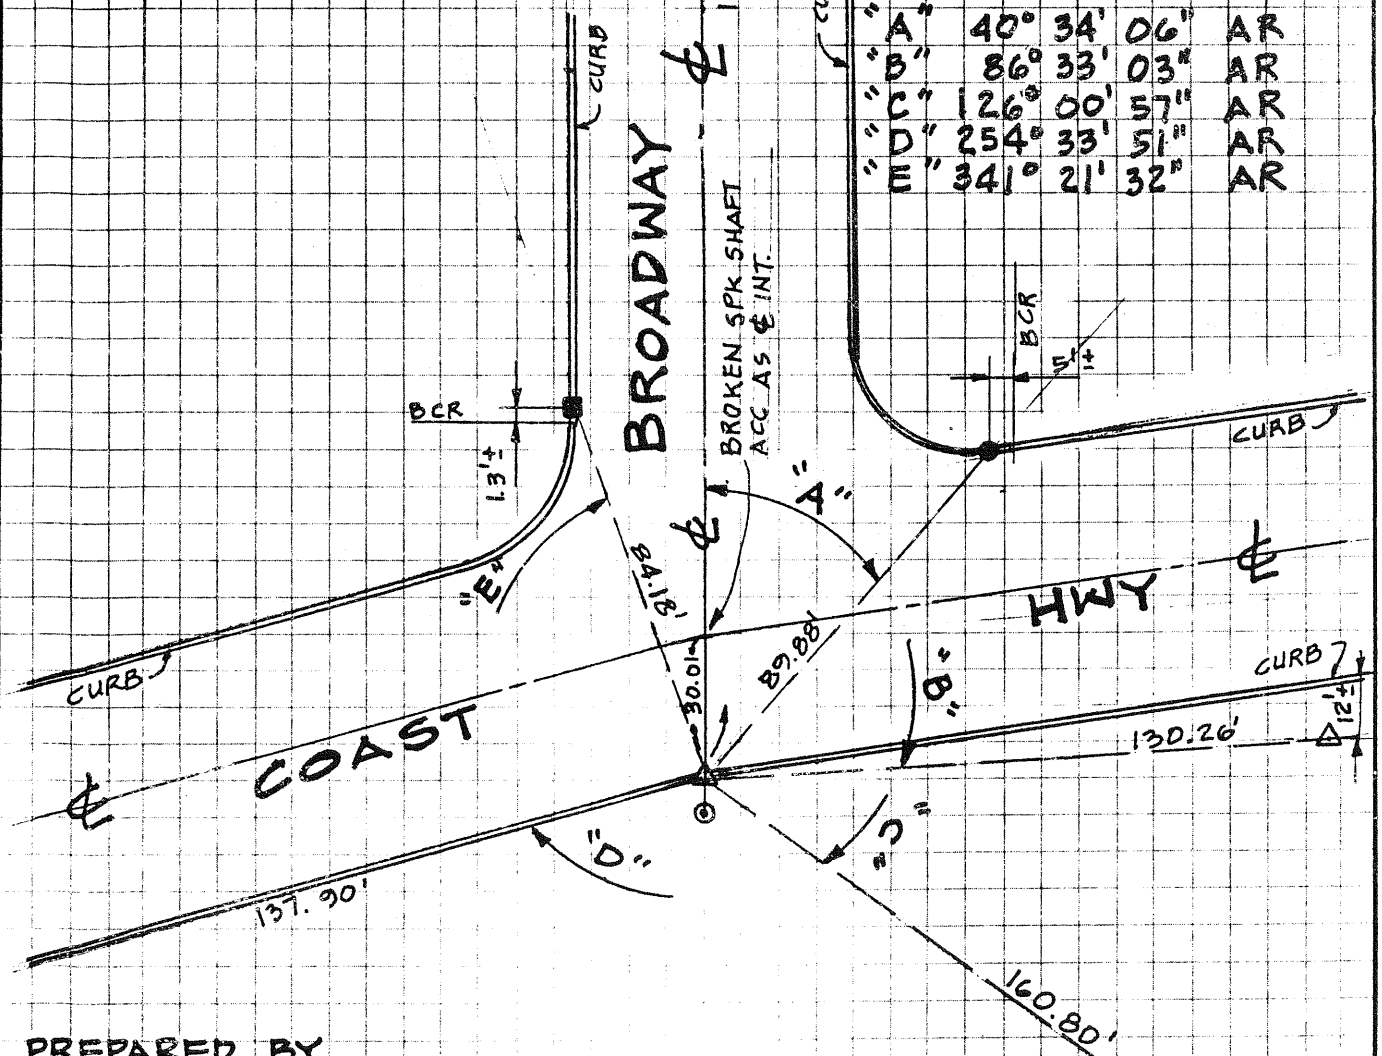 "A" 40° 34' 06" AR
"B" 86° 33' 03" AR
"C" 126° 00' 57" AR
"D" 254° 33' 51" AR
"E" 341° 21' 32" AR
CURB
℄
BROADWAY
BROKEN SPK SHAFT
ACC AS ℄ INT.
BCR
5'±
BCR
1.3'±
CURB
"A"
℄
"E"
81.48'
℄
HWY
89.88'
30.01
"B"
CURB
12'±
130.26'
CURB
COAST
℄
"C"
"D"
137.90'
160.80'
PREPARED BY